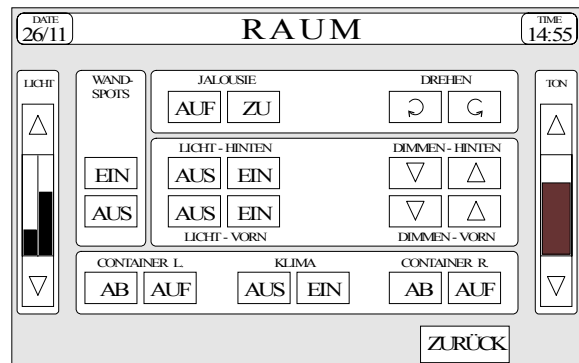 DATE
26/11
RAUM
TIME
14:55
LICHT
WAND-
SPOTS
EIN
AUS
JALOUSIE
DREHEN
AUF ZU
LICHT - HINTEN
DIMMEN - HINTEN
AUS EIN
AUS EIN
LICHT - VORN
DIMMEN - VORN
TON
CONTAINER L.
KLIMA
CONTAINER R.
AB AUF
AUS EIN
AB AUF
ZURÜCK